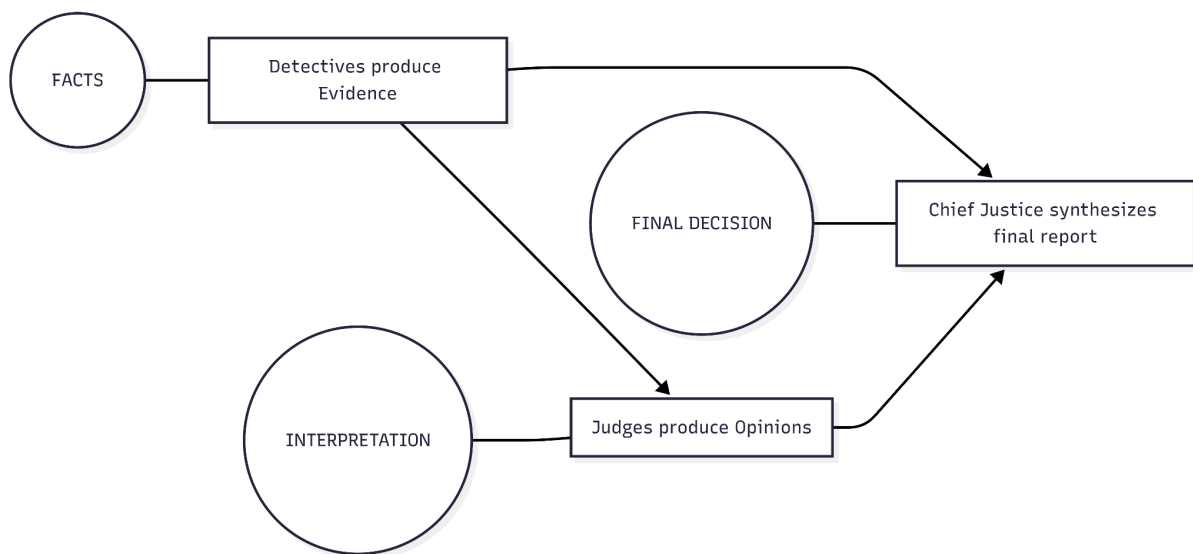 FACTS
Detectives produce
Evidence
FINAL DECISION
Chief Justice synthesizes
final report
INTERPRETATION
Judges produce Opinions